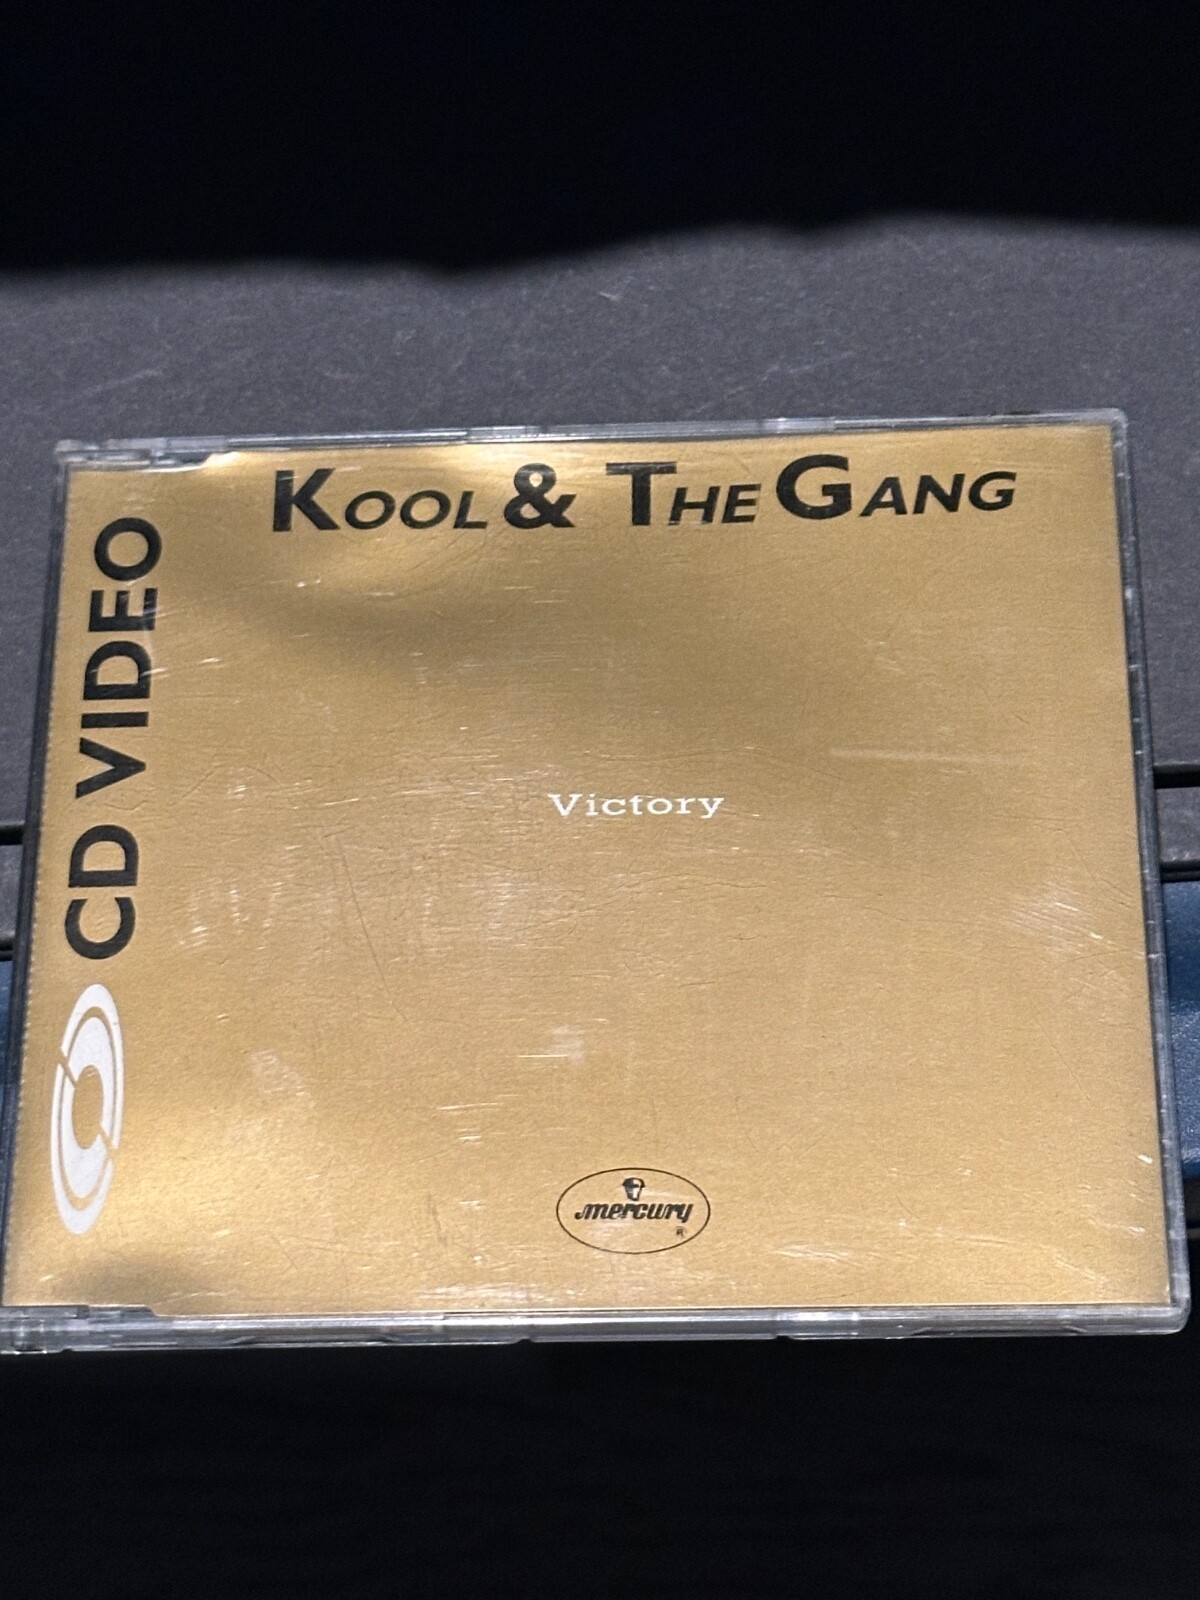 KOOL & THE GANG
CD VIDEO
Victory
mercury
R